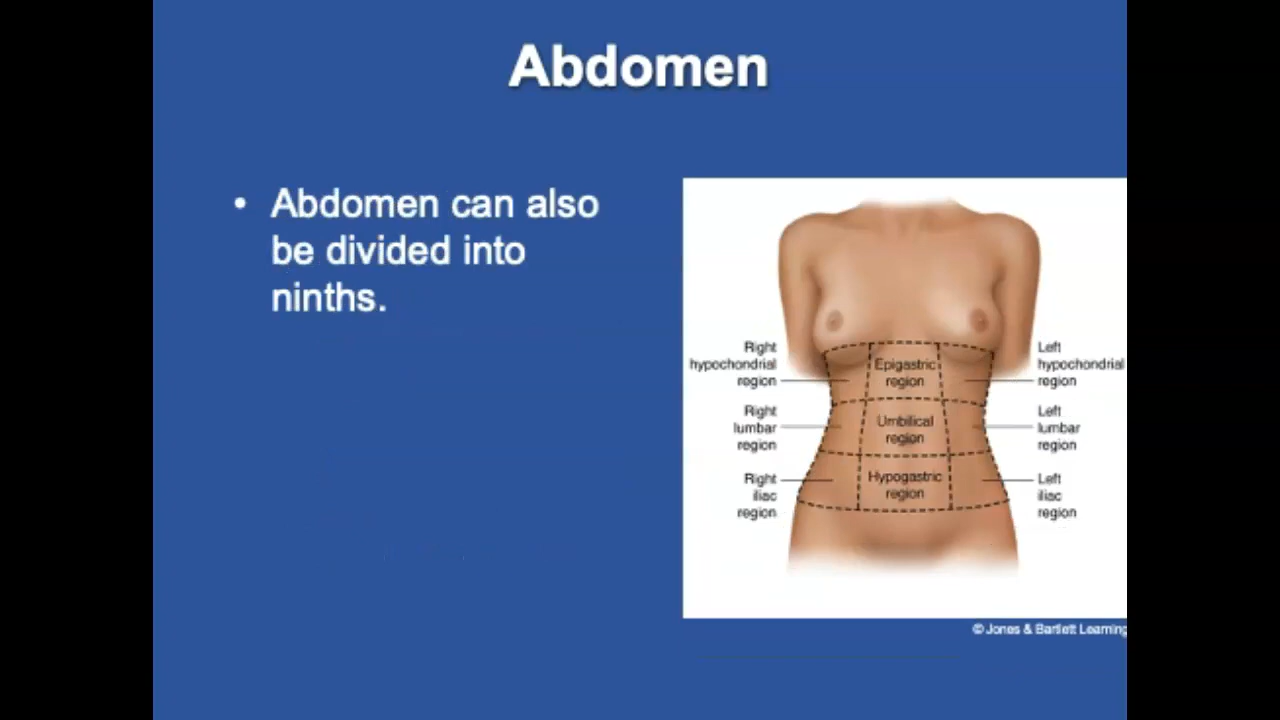 Abdomen
• Abdomen can also
be divided into
ninths.
Right
hypochondrial
region
Epigastric
region
Left
hypochondrial
region
Right
lumbar
region
Umbilical
region
Left
lumbar
region
Right
iliac
region
Hypogastric
region
Left
iliac
region
© Jones & Bartlett Learning